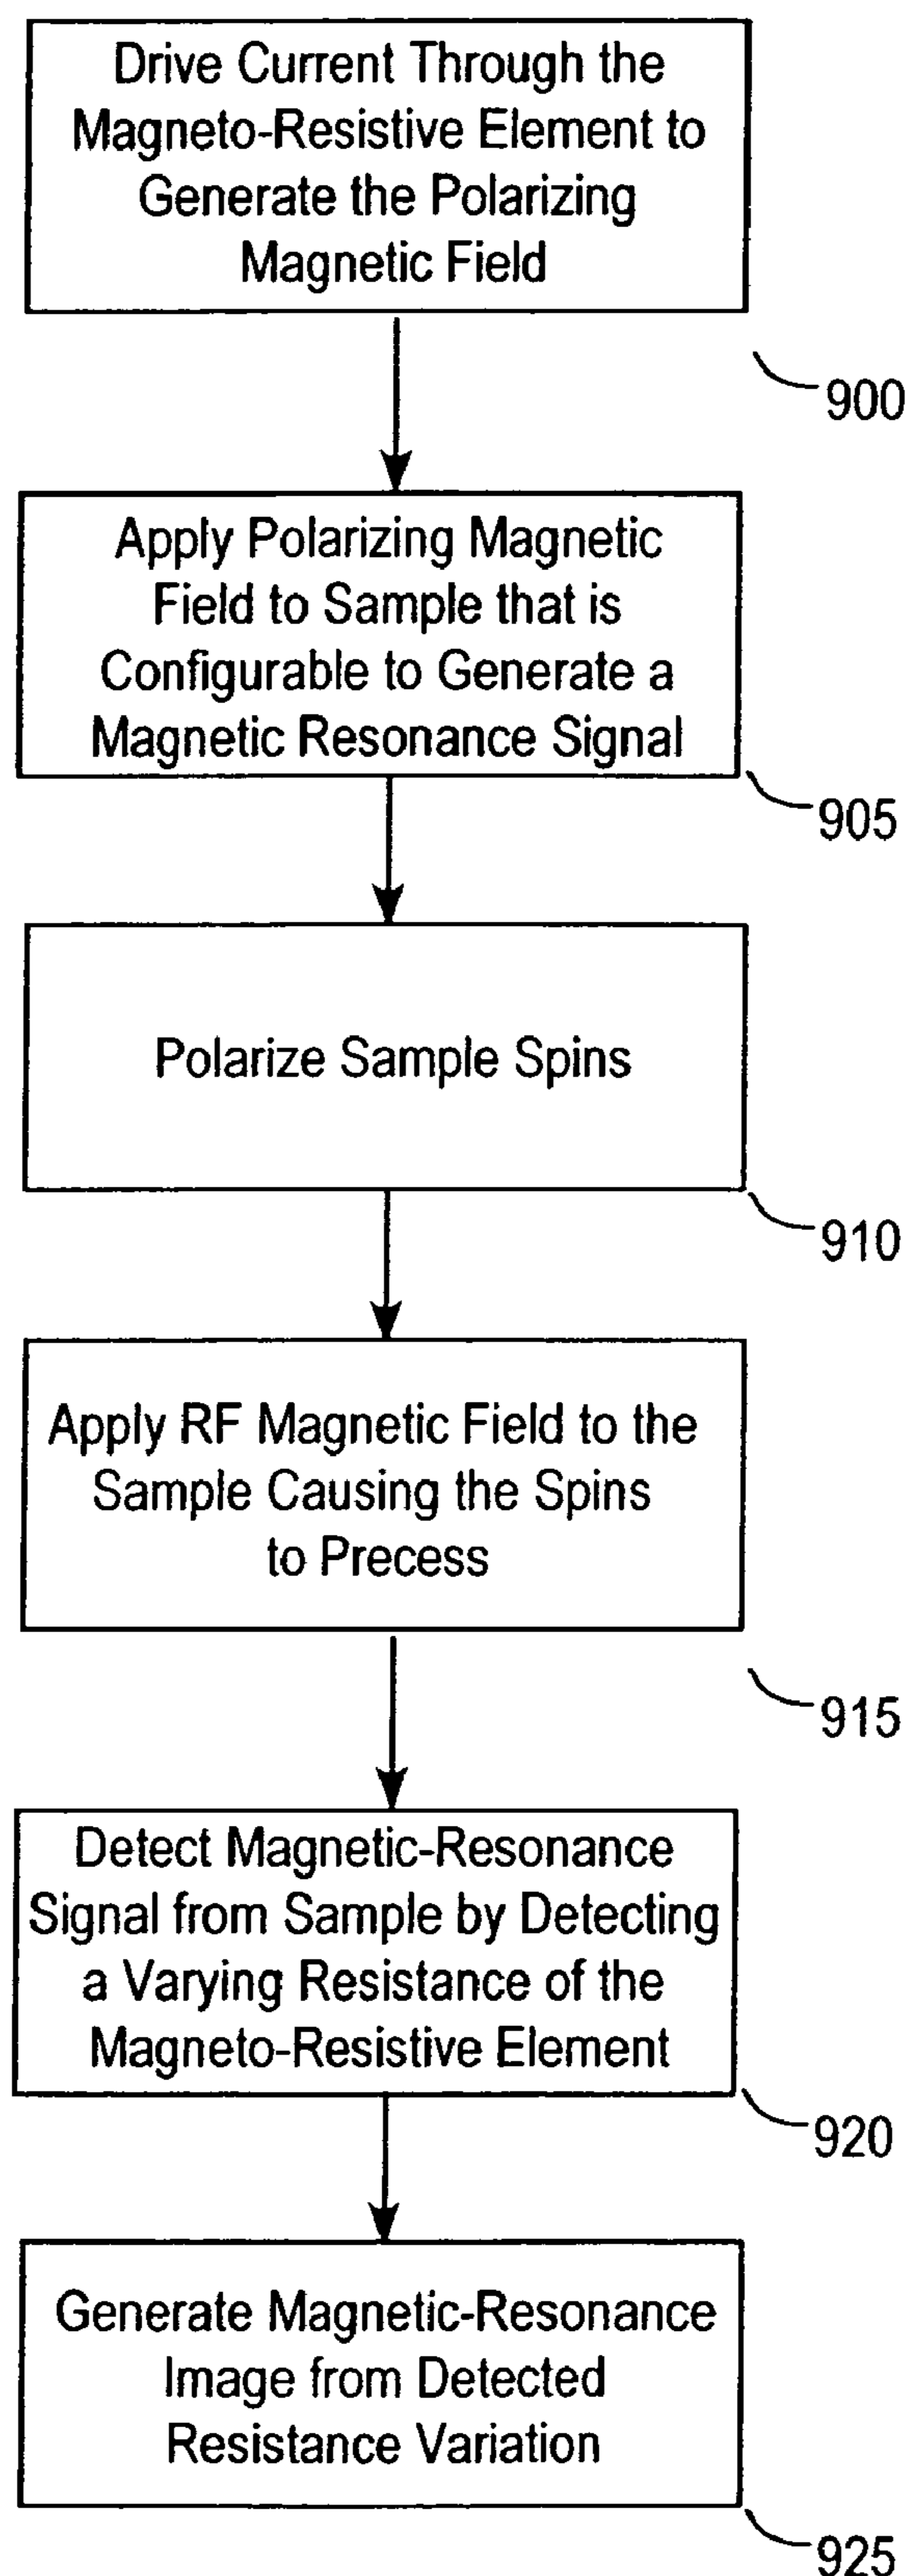 Drive Current Through the
Magneto-Resistive Element to
Generate the Polarizing
Magnetic Field
900
Apply Polarizing Magnetic
Field to Sample that is
Configurable to Generate a
Magnetic Resonance Signal
905
Polarize Sample Spins
910
Apply RF Magnetic Field to the
Sample Causing the Spins
to Precess
915
Detect Magnetic-Resonance
Signal from Sample by Detecting
a Varying Resistance of the
Magneto-Resistive Element
920
Generate Magnetic-Resonance
Image from Detected
Resistance Variation
925